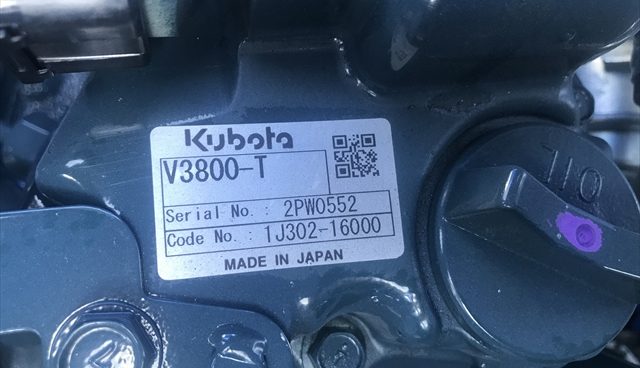 Kubota
V3800-T
Serial No. : 2PW0552
Code No. : 1J302-16000
MADE IN JAPAN
OIL